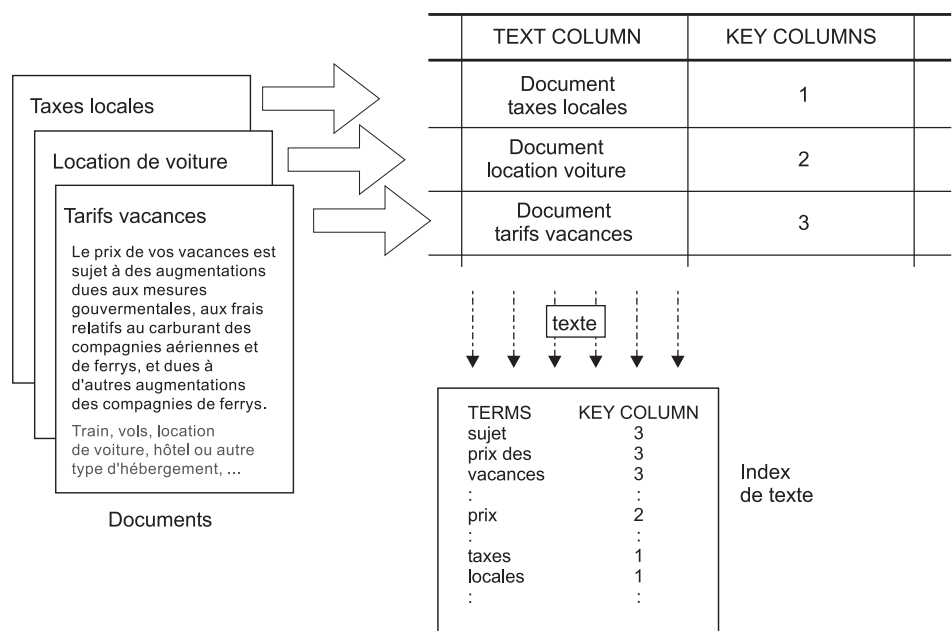 Taxes locales
Location de voiture
Tarifs vacances
Le prix de vos vacances est
sujet à des augmentations
dues aux mesures
gouvermentales, aux frais
relatifs au carburant des
compagnies aériennes et
de ferrys, et dues à
d'autres augmentations
des compagnies de ferrys.
Train, vols, location
de voiture, hôtel ou autre
type d'hébergement, ...
Documents
TEXT COLUMN KEY COLUMNS
Document
taxes locales
1
Document
location voiture
2
Document
tarifs vacances
3
texte
TERMS KEY COLUMN
sujet 3
prix des 3
vacances 3
: :
prix 2
: :
taxes 1
locales 1
: :
Index
de texte